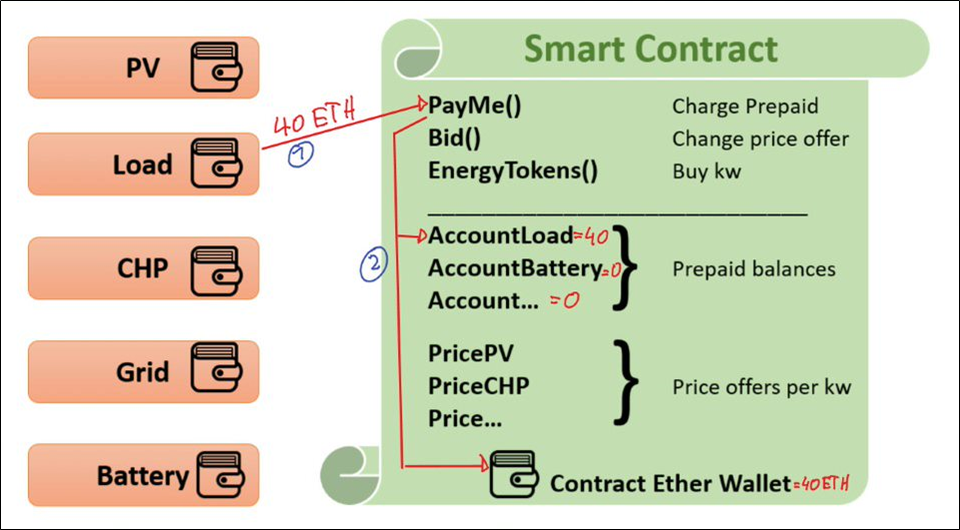 Smart Contract
PV
40 ETH
1
Load
CHP
Grid
Battery
PayMe() Charge Prepaid
Bid() Change price offer
EnergyTokens() Buy kw
2
AccountLoad=40
AccountBattery=0 Prepaid balances
Account... =0
PricePV
PriceCHP Price offers per kw
Price...
Contract Ether Wallet=40ETH